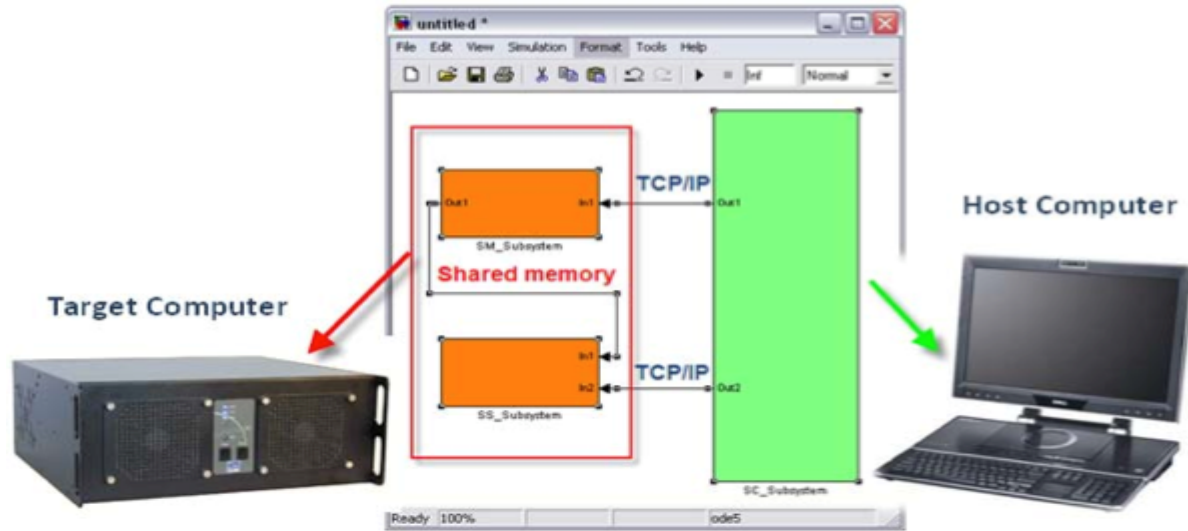 untitled *
File Edit View Simulation Format Tools Help
Inf Normal
TCP/IP
Out1 In1 Out1
SM_Subsystem
Shared memory
Host Computer
Target Computer
In1
TCP/IP
In2 Out2
SS_Subsystem
SC_Subsystem
Ready 100% ode5